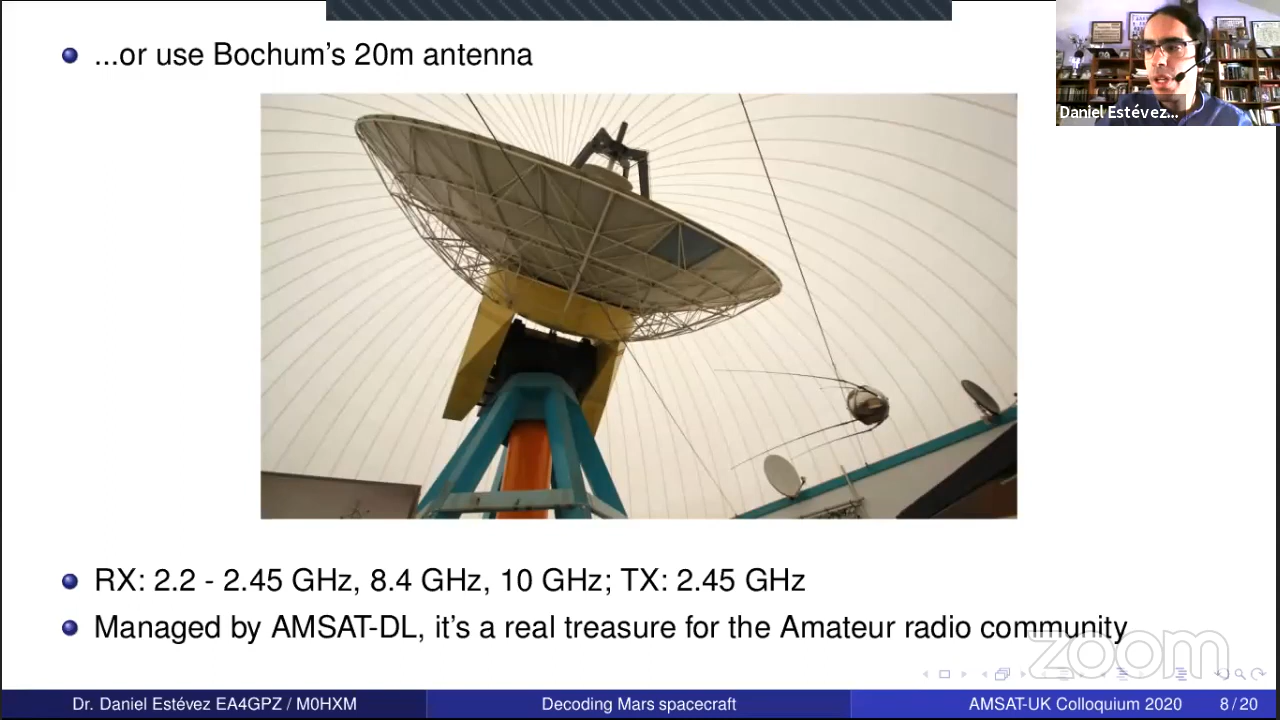 ...or use Bochum's 20m antenna
Daniel Estévez...
RX: 2.2 - 2.45 GHz, 8.4 GHz, 10 GHz; TX: 2.45 GHz
Managed by AMSAT-DL, it's a real treasure for the Amateur radio community
zoom
Dr. Daniel Estévez EA4GPZ / M0HXM
Decoding Mars spacecraft
AMSAT-UK Colloquium 2020
8 / 20